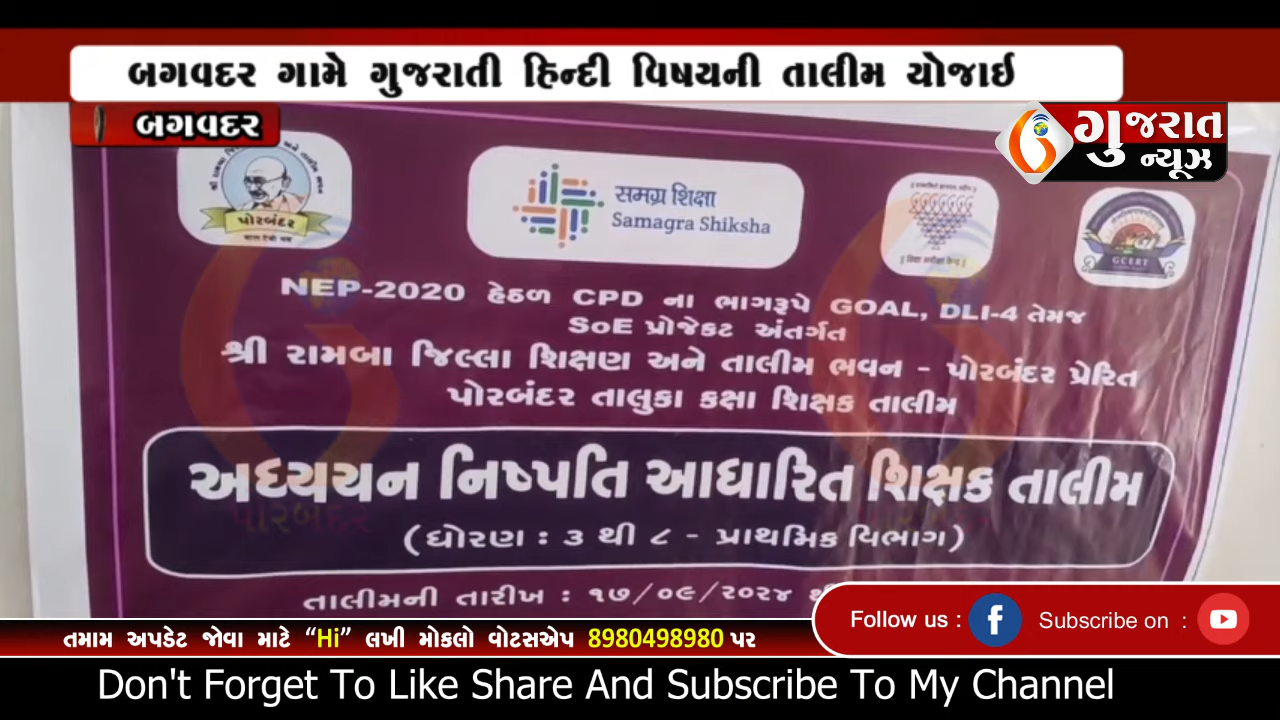 બગવદર ગામે ગુજરાતી હિન્દી વિષયની તાલીમ યોજાઇ
બગવદર
ગુજરાત
ન્યૂઝ
પોરબંદર
समग्र शिक्षा
Samagra Shiksha
GCERT
NEP-2020 હેઠળ CPD ના ભાગરૂપે GOAL, DLI-4 તેમજ
SoE પ્રોજેક્ટ અંતર્ગત
શ્રી રામબા જિલ્લા શિક્ષણ અને તાલીમ ભવન - પોરબંદર પ્રેરિત
પોરબંદર તાલુકા કક્ષા શિક્ષક તાલીમ
અધ્યયન નિષ્પતિ આધારિત શિક્ષક તાલીમ
પોરબંદર
(ધોરણ : ૩ થી ૮ - પ્રાથમિક વિભાગ)
તાલીમની તારીખ : ૧૭/૦૯/૨૦૨૪
Follow us :
Subscribe on :
તમામ અપડેટ જોવા માટે “Hi” લખી મોકલો વોટસએપ 8980498980 પર
Don't Forget To Like Share And Subscribe To My Channel